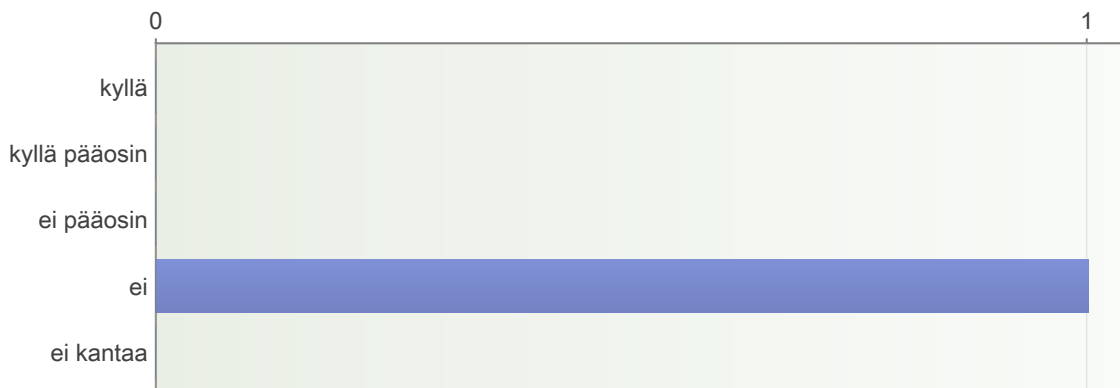 0 1
kyllä
kyllä pääosin
ei pääosin
ei
ei kantaa